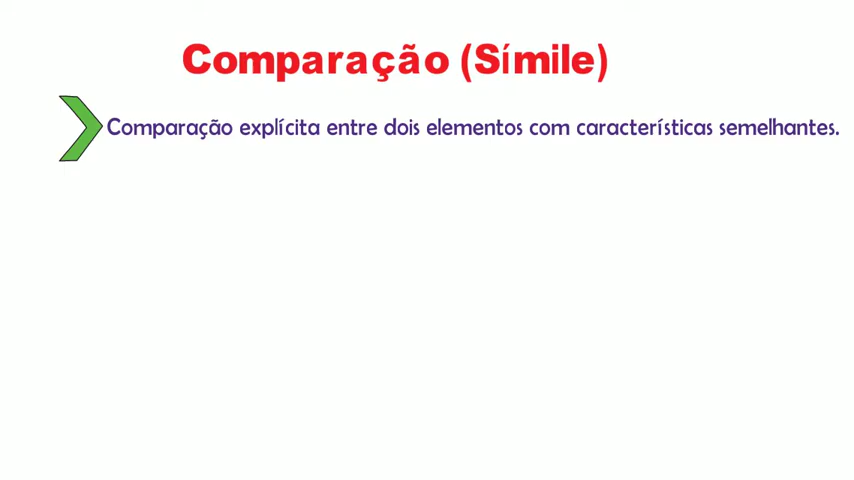 Comparação (Símile)
Comparação explícita entre dois elementos com características semelhantes.